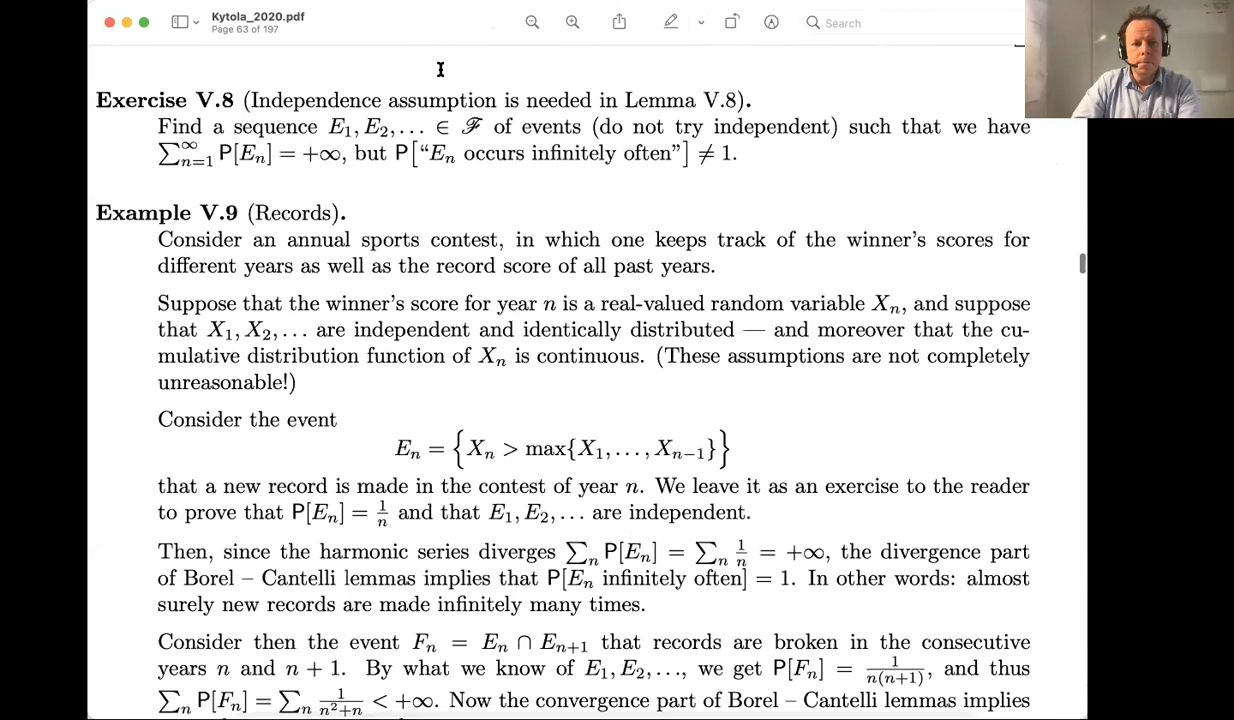 Kytola_2020.pdf
Page 63 of 197
Search
Exercise V.8 (Independence assumption is needed in Lemma V.8).
Find a sequence E₁, E₂, … ∈ ℱ of events (do not try independent) such that we have
∑_{n=1}^∞ P[Eₙ] = +∞, but P[“Eₙ occurs infinitely often”] ≠ 1.
Example V.9 (Records).
Consider an annual sports contest, in which one keeps track of the winner’s scores for
different years as well as the record score of all past years.
Suppose that the winner’s score for year n is a real-valued random variable Xₙ, and suppose
that X₁, X₂, … are independent and identically distributed — and moreover that the cu-
mulative distribution function of Xₙ is continuous. (These assumptions are not completely
unreasonable!)
Consider the event
Eₙ = {Xₙ > max{X₁, …, Xₙ₋₁}}
that a new record is made in the contest of year n. We leave it as an exercise to the reader
to prove that P[Eₙ] = 1/n and that E₁, E₂, … are independent.
Then, since the harmonic series diverges ∑ₙ P[Eₙ] = ∑ₙ 1/n = +∞, the divergence part
of Borel – Cantelli lemmas implies that P[Eₙ infinitely often] = 1. In other words: almost
surely new records are made infinitely many times.
Consider then the event Fₙ = Eₙ ∩ Eₙ₊₁ that records are broken in the consecutive
years n and n + 1. By what we know of E₁, E₂, …, we get P[Fₙ] = 1/(n(n+1)), and thus
∑ₙ P[Fₙ] = ∑ₙ 1/(n²+n) < +∞. Now the convergence part of Borel – Cantelli lemmas implies